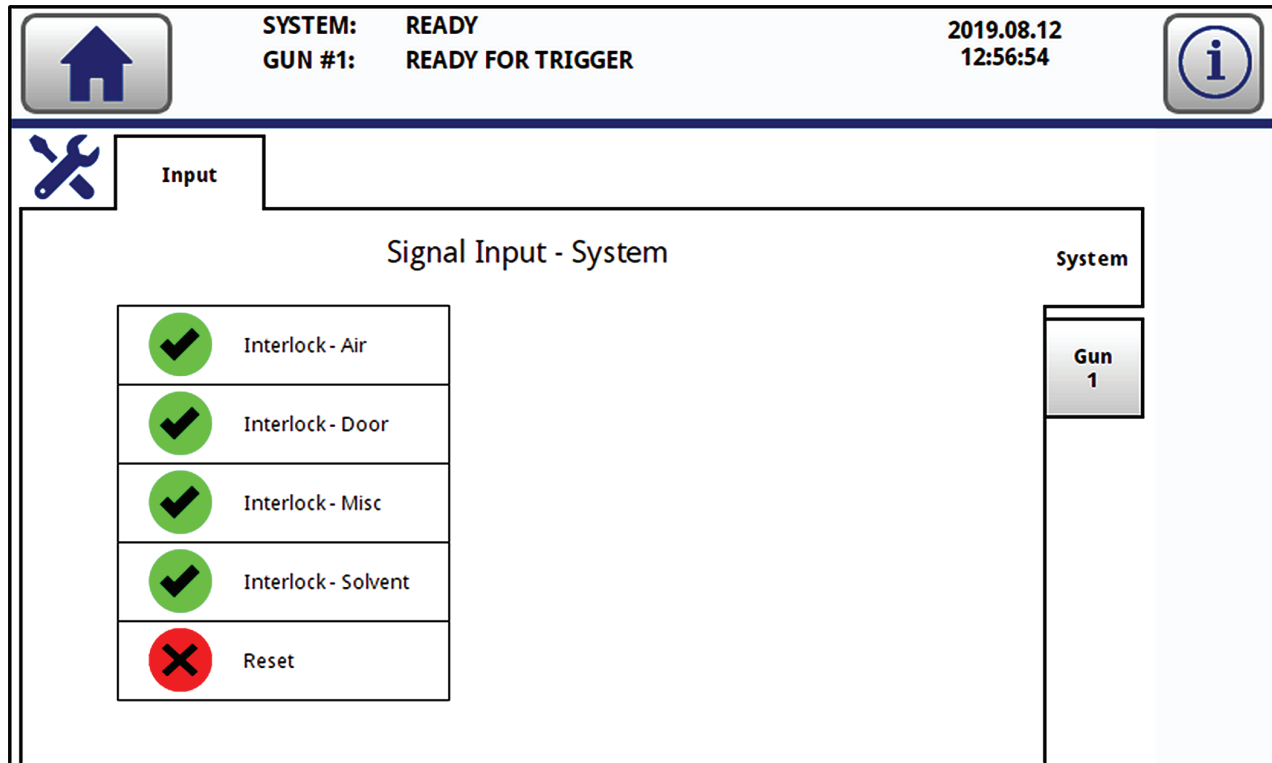 SYSTEM: READY
GUN #1: READY FOR TRIGGER
2019.08.12
12:56:54
i
Input
Signal Input - System
System
Gun
1
Interlock - Air
Interlock - Door
Interlock - Misc
Interlock - Solvent
Reset